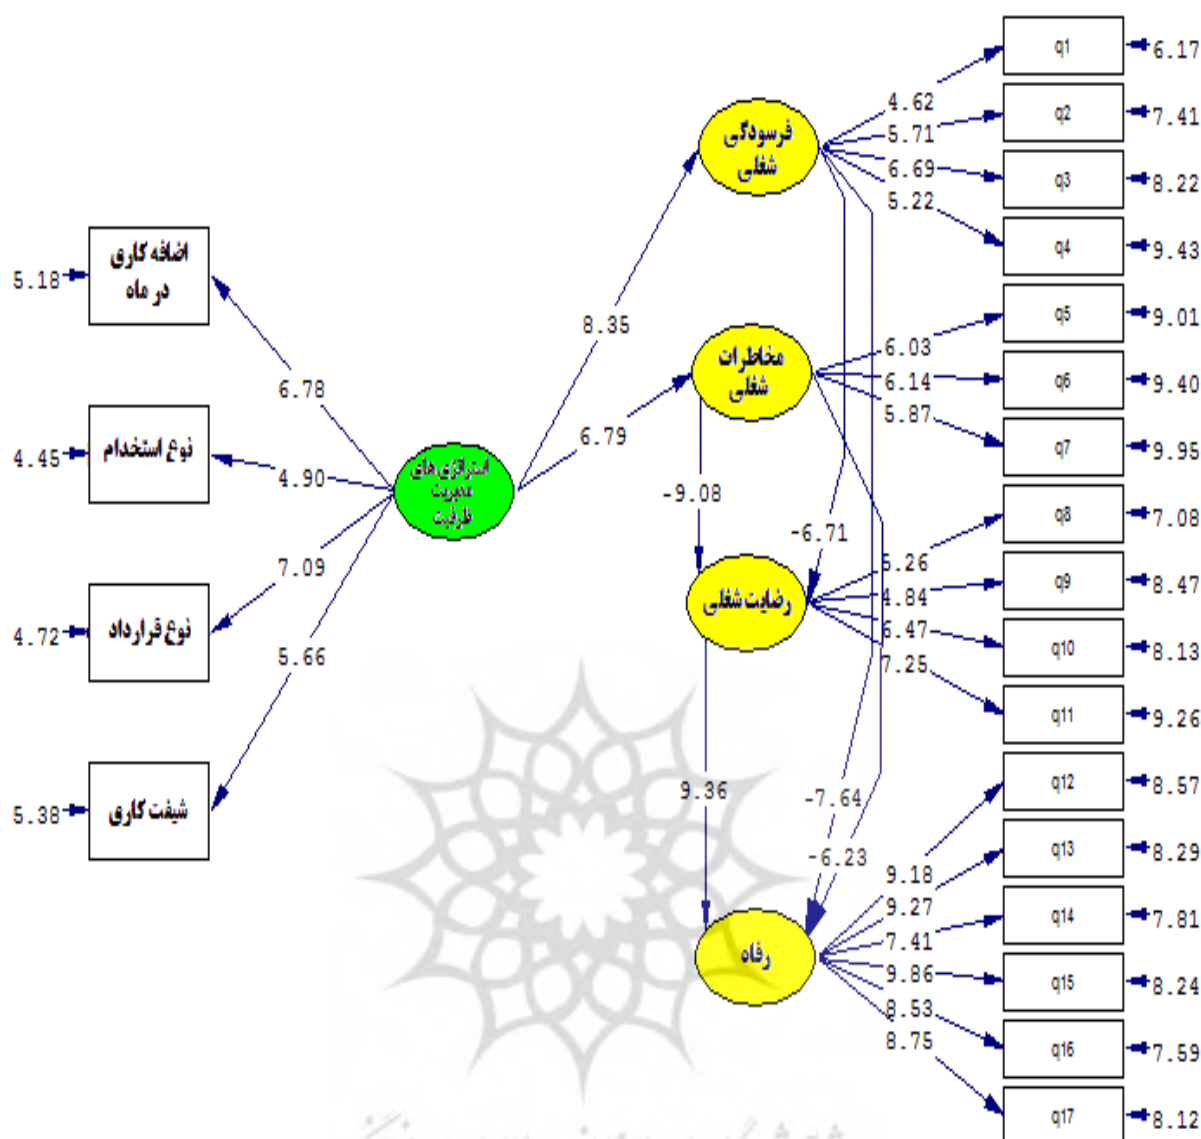 اضافه کاری
در ماه
5.18
6.78
نوع استخدام
4.45
4.90
نوع قرارداد
4.72
7.09
شیفت کاری
5.38
5.66
استراتژی های
مدیریت
ظرفیت
8.35
6.79
فرسودگی
شغلی
مخاطرات
شغلی
رضایت شغلی
رفاه
-9.08
-6.71
9.36
-7.64
-6.23
4.62
5.71
6.69
5.22
6.03
6.14
5.87
5.26
4.84
6.47
7.25
9.18
9.27
7.41
9.86
8.53
8.75
q1 6.17
q2 7.41
q3 8.22
q4 9.43
q5 9.01
q6 9.40
q7 9.95
q8 7.08
q9 8.47
q10 8.13
q11 9.26
q12 8.57
q13 8.29
q14 7.81
q15 8.24
q16 7.59
q17 8.12